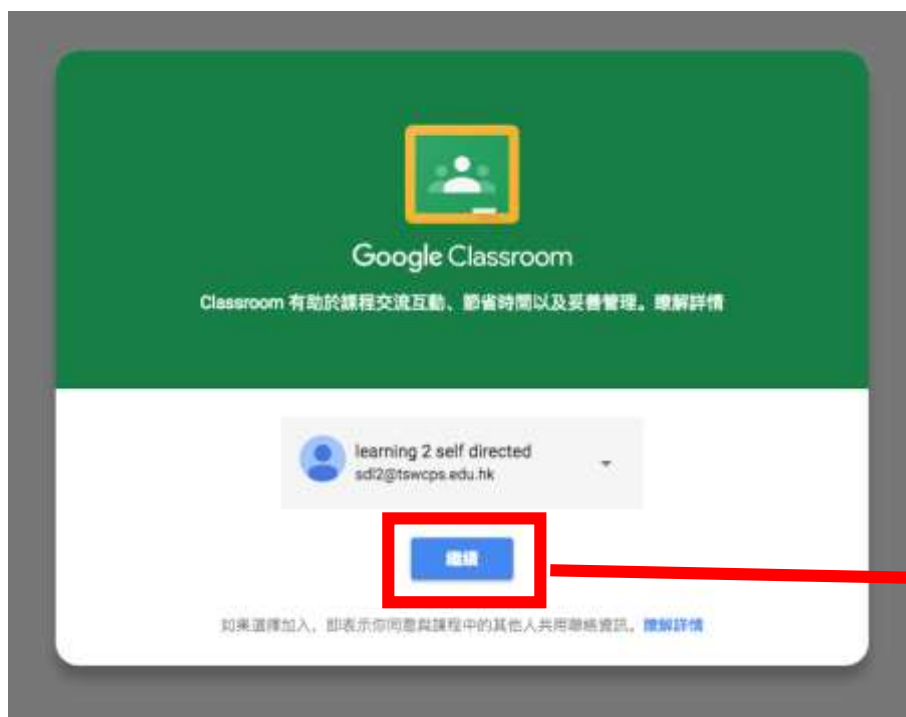 Google Classroom
Classroom 有助於課程交流互動、節省時間以及妥善管理。瞭解詳情
learning 2 self directed
sdl2@tswcps.edu.hk
繼續
如果選擇加入，即表示你同意與課程中的其他人共用聯絡資訊。瞭解詳情